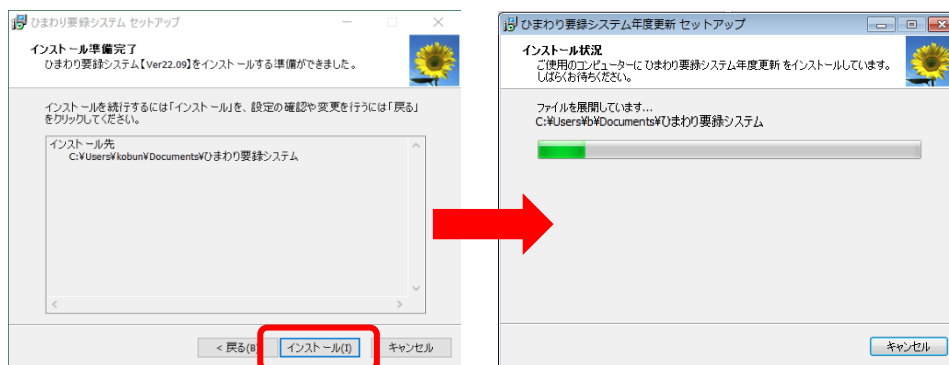 ひまわり要録システム セットアップ
インストール準備完了
ひまわり要録システム【Ver22.09】をインストールする準備ができました。
インストールを続行するには「インストール」を、設定の確認や変更を行うには「戻る」
をクリックしてください。
インストール先
C:¥Users¥kobun¥Documents¥ひまわり要録システム
< 戻る(B)
インストール(I)
キャンセル
ひまわり要録システム年度更新 セットアップ
インストール状況
ご使用のコンピューターに ひまわり要録システム年度更新 をインストールしています。
しばらくお待ちください。
ファイルを展開しています...
C:¥Users¥b¥Documents¥ひまわり要録システム
キャンセル